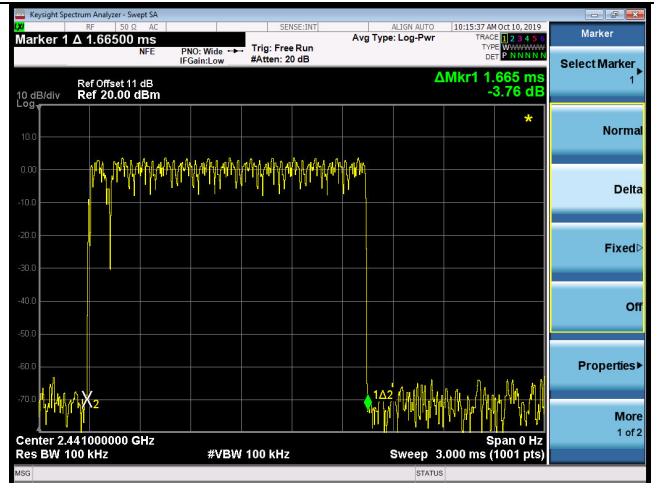 Keysight Spectrum Analyzer - Swept SA
RF 50 Ω AC SENSE:INT ALIGN AUTO 10:15:37 AM Oct 10, 2019
Marker 1 Δ 1.66500 ms
NFE
PNO: Wide
IFGain:Low
Trig: Free Run
#Atten: 20 dB
Avg Type: Log-Pwr
TRACE 1 2 3 4 5 6
TYPE WWWWWW
DET P N N N N N
ΔMkr1 1.665 ms
-3.76 dB
Ref Offset 11 dB
10 dB/div Ref 20.00 dBm
Log
10.0
0.00
-10.0
-20.0
-30.0
-40.0
-50.0
-60.0
-70.0
X2
1Δ2
*
Center 2.441000000 GHz Span 0 Hz
Res BW 100 kHz #VBW 100 kHz Sweep 3.000 ms (1001 pts)
MSG STATUS
Marker
Select Marker
1
Normal
Delta
Fixed
Off
Properties
More
1 of 2